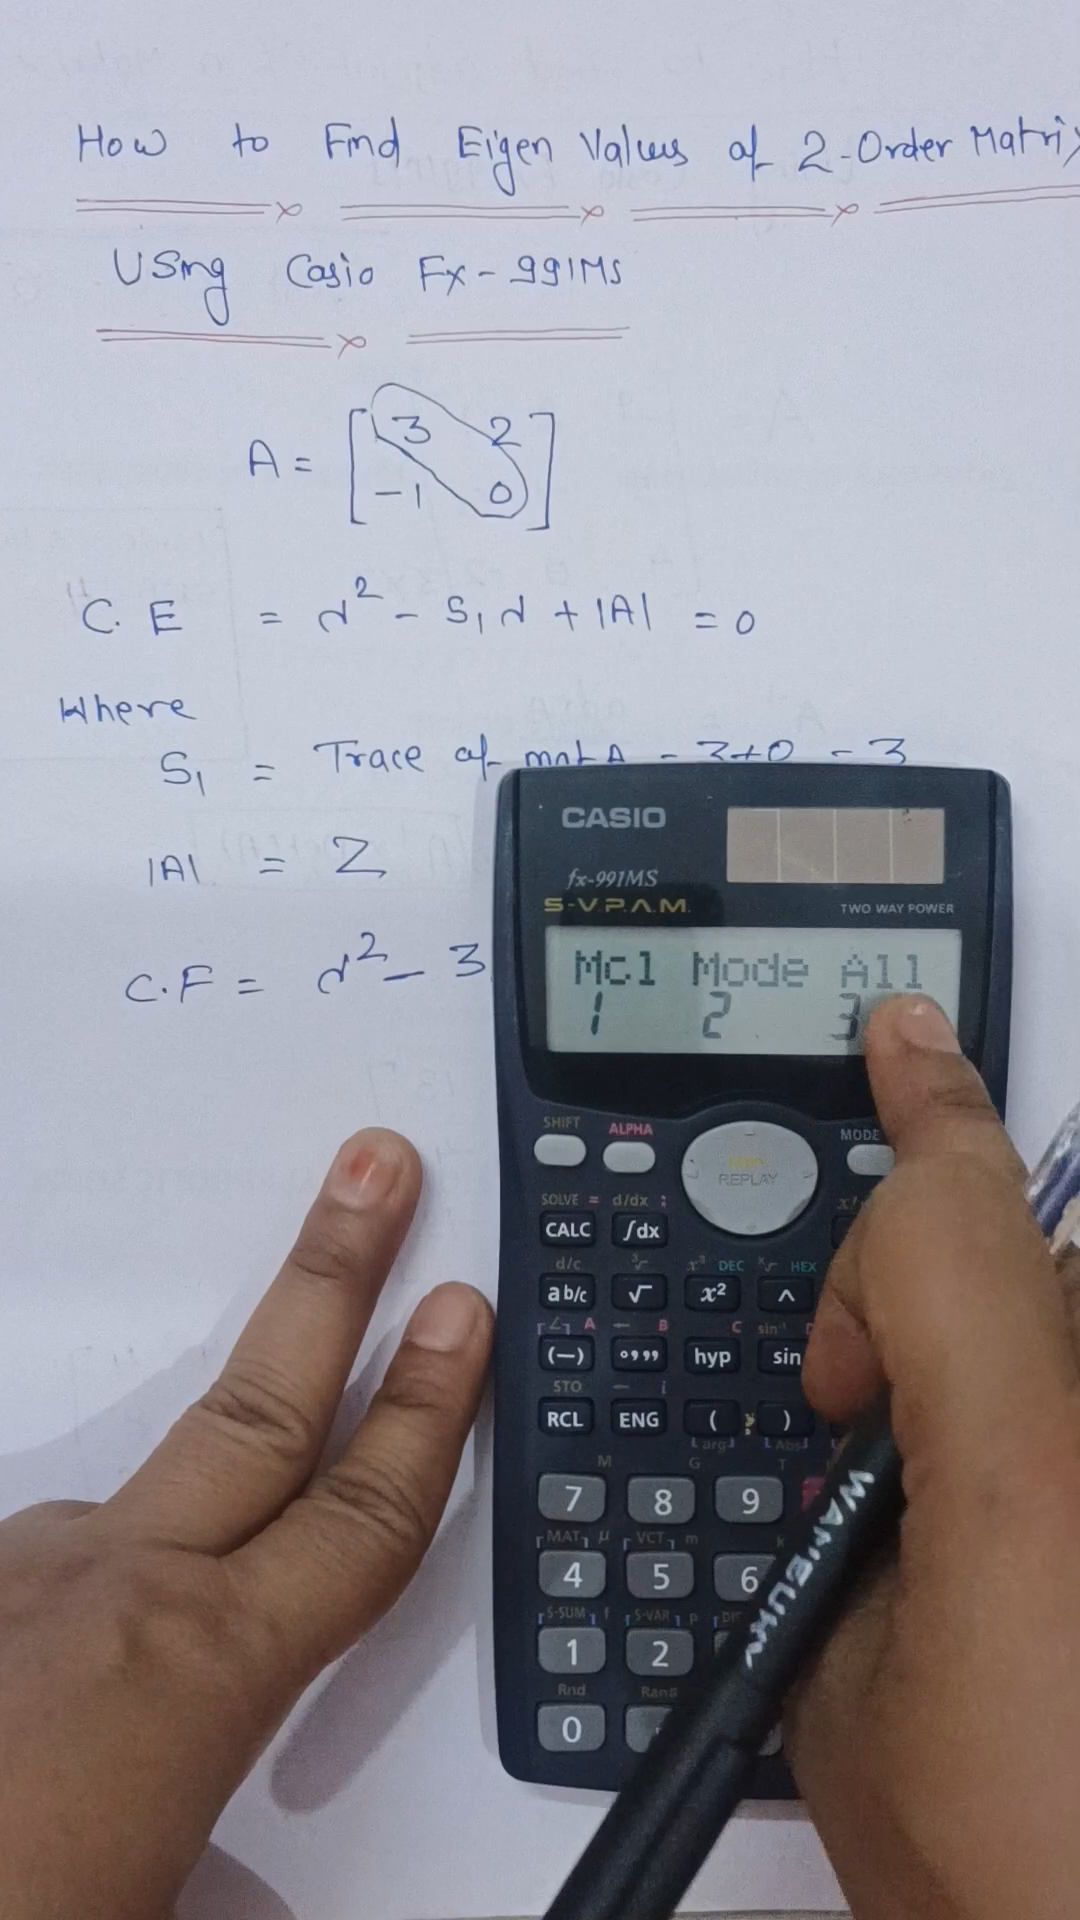 How to Find Eigen Values of 2-Order Matrix
Using Casio Fx-991MS
A = [ 3 2
-1 0 ]
C.E = λ² - S₁λ + |A| = 0
Where
S₁ = Trace of mat A = 3+0 = 3
|A| = 2
C.F = λ² - 3
CASIO
fx-991MS
S-V.P.A.M.
TWO WAY POWER
Mcl Mode All
1 2 3
SHIFT ALPHA MODE
REPLAY
SOLVE = d/dx :
CALC ∫dx
d/c ³√ x³ DEC ˣ√ HEX
ab/c √ x² ^
∠ A ← B C sin⁻¹ D
(−) °,,, hyp sin
STO ← i
RCL ENG ( )
arg Abs
M G T
7 8 9
MAT µ VCT m k
4 5 6
S-SUM f S-VAR p
1 2
Rnd Ran#
0